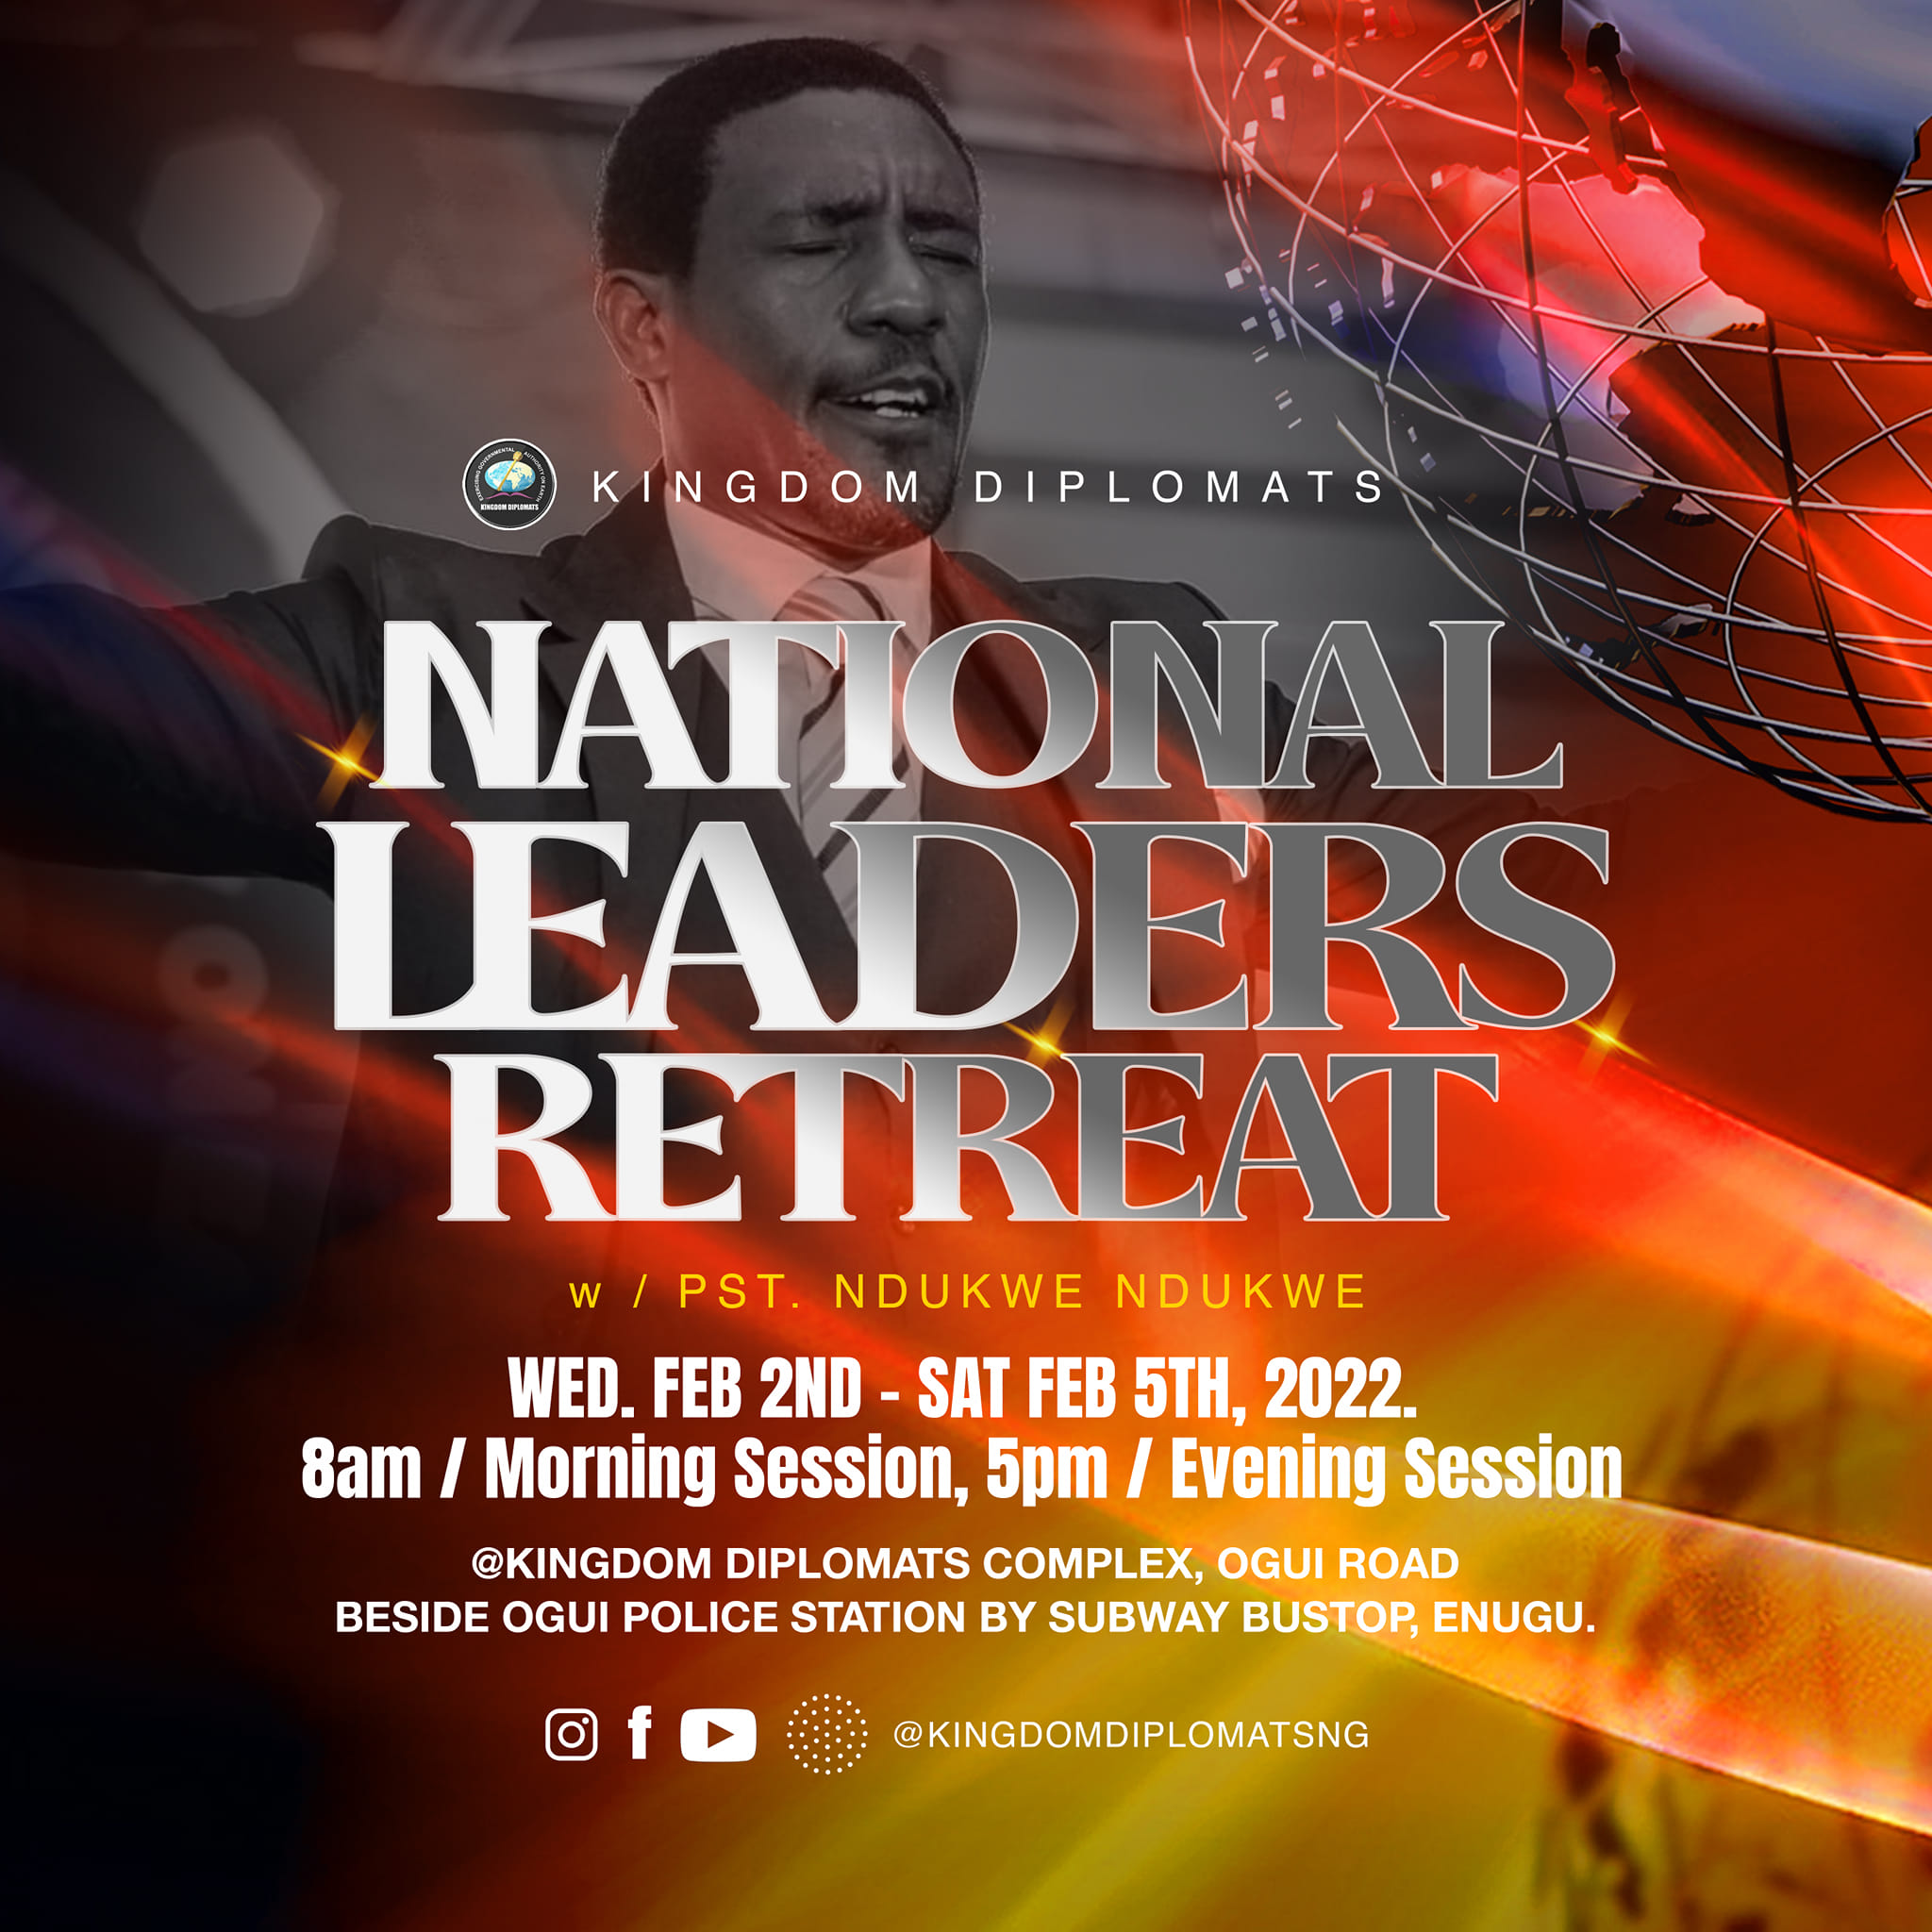 EXERCISING GOVERNMENTAL AUTHORITY ON EARTH
KINGDOM DIPLOMATS
KINGDOM DIPLOMATS
NATIONAL
LEADERS
RETREAT
w / PST. NDUKWE NDUKWE
WED. FEB 2ND - SAT FEB 5TH, 2022.
8am / Morning Session, 5pm / Evening Session
@KINGDOM DIPLOMATS COMPLEX, OGUI ROAD
BESIDE OGUI POLICE STATION BY SUBWAY BUSTOP, ENUGU.
@KINGDOMDIPLOMATSNG